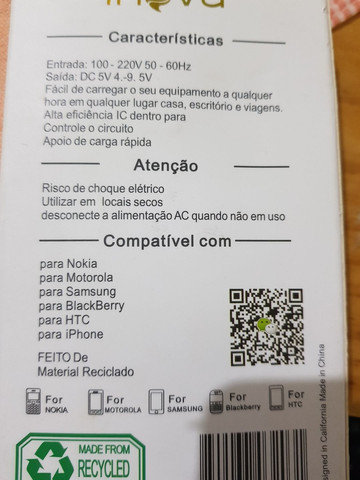 inova
Características
Entrada: 100 - 220V 50 - 60Hz
Saída: DC 5V 4.-9. 5V
Fácil de carregar o seu equipamento a qualquer
hora em qualquer lugar casa, escritório e viagens.
Alta eficiência IC dentro para
Controle o circuito
Apoio de carga rápida
Atenção
Risco de choque elétrico
Utilizar em locais secos
desconecte a alimentação AC quando não em uso
Compatível com
para Nokia
para Motorola
para Samsung
para BlackBerry
para HTC
para iPhone
FEITO De
Material Reciclado
For NOKIA
For MOTOROLA
For SAMSUNG
For Blackberry
For HTC
MADE FROM
RECYCLED
Designed in California Made in China